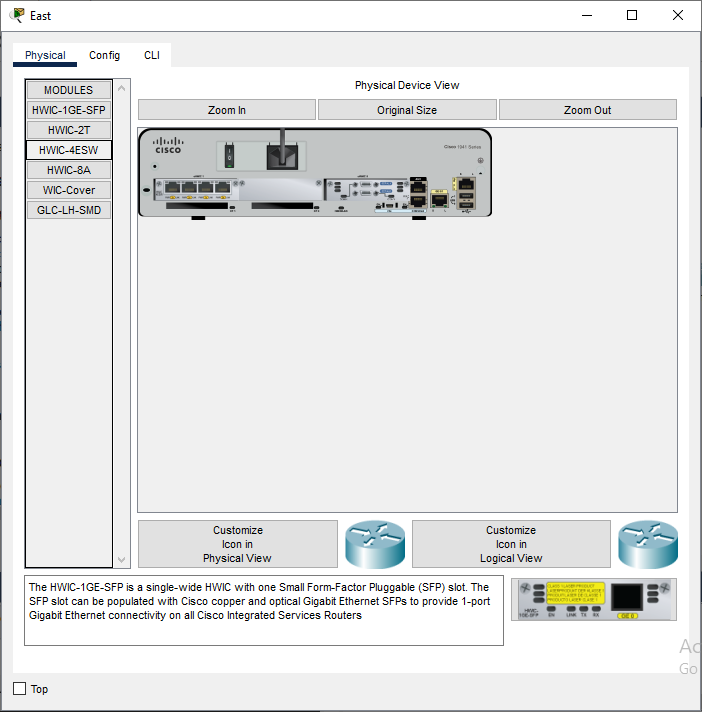 East
Physical
Config
CLI
MODULES
HWIC-1GE-SFP
HWIC-2T
HWIC-4ESW
HWIC-8A
WIC-Cover
GLC-LH-SMD
Physical Device View
Zoom In
Original Size
Zoom Out
CISCO
Cisco 1941 Series
Customize
Icon in
Physical View
Customize
Icon in
Logical View
The HWIC-1GE-SFP is a single-wide HWIC with one Small Form-Factor Pluggable (SFP) slot. The
SFP slot can be populated with Cisco copper and optical Gigabit Ethernet SFPs to provide 1-port
Gigabit Ethernet connectivity on all Cisco Integrated Services Routers
CLASS 1 LASER PRODUCT
HWIC-
1GE-SFP
EN
LINK
TX
RX
Ac
Go
Top